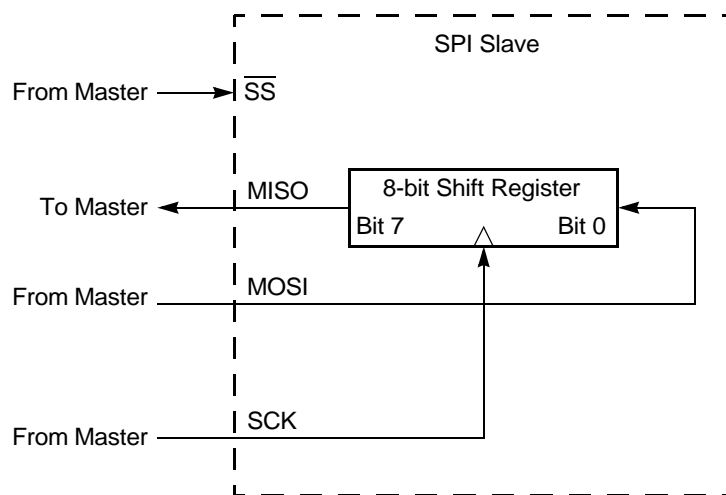 SPI Slave
From Master
SS
MISO
8-bit Shift Register
To Master
Bit 7
Bit 0
From Master
MOSI
SCK
From Master